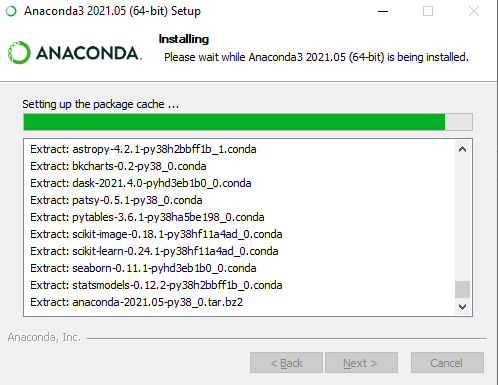 Anaconda3 2021.05 (64-bit) Setup
ANACONDA.
Installing
Please wait while Anaconda3 2021.05 (64-bit) is being installed.
Setting up the package cache ...
Extract: astropy-4.2.1-py38h2bbff1b_1.conda
Extract: bkcharts-0.2-py38_0.conda
Extract: dask-2021.4.0-pyhd3eb1b0_0.conda
Extract: patsy-0.5.1-py38_0.conda
Extract: pytables-3.6.1-py38ha5be198_0.conda
Extract: scikit-image-0.18.1-py38hf11a4ad_0.conda
Extract: scikit-learn-0.24.1-py38hf11a4ad_0.conda
Extract: seaborn-0.11.1-pyhd3eb1b0_0.conda
Extract: statsmodels-0.12.2-py38h2bbff1b_0.conda
Extract: anaconda-2021.05-py38_0.tar.bz2
Anaconda, Inc.
< Back
Next >
Cancel